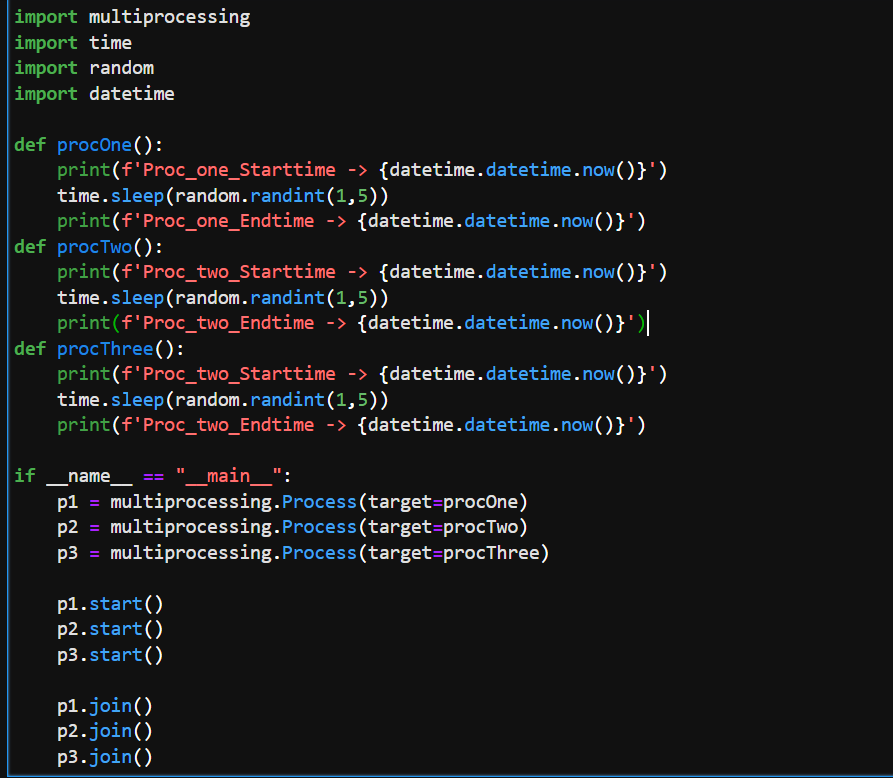 import multiprocessing
import time
import random
import datetime

def procOne():
    print(f'Proc_one_Starttime -> {datetime.datetime.now()}')
    time.sleep(random.randint(1,5))
    print(f'Proc_one_Endtime -> {datetime.datetime.now()}')
def procTwo():
    print(f'Proc_two_Starttime -> {datetime.datetime.now()}')
    time.sleep(random.randint(1,5))
    print(f'Proc_two_Endtime -> {datetime.datetime.now()}')
def procThree():
    print(f'Proc_two_Starttime -> {datetime.datetime.now()}')
    time.sleep(random.randint(1,5))
    print(f'Proc_two_Endtime -> {datetime.datetime.now()}')

if __name__ == "__main__":
    p1 = multiprocessing.Process(target=procOne)
    p2 = multiprocessing.Process(target=procTwo)
    p3 = multiprocessing.Process(target=procThree)

    p1.start()
    p2.start()
    p3.start()

    p1.join()
    p2.join()
    p3.join()